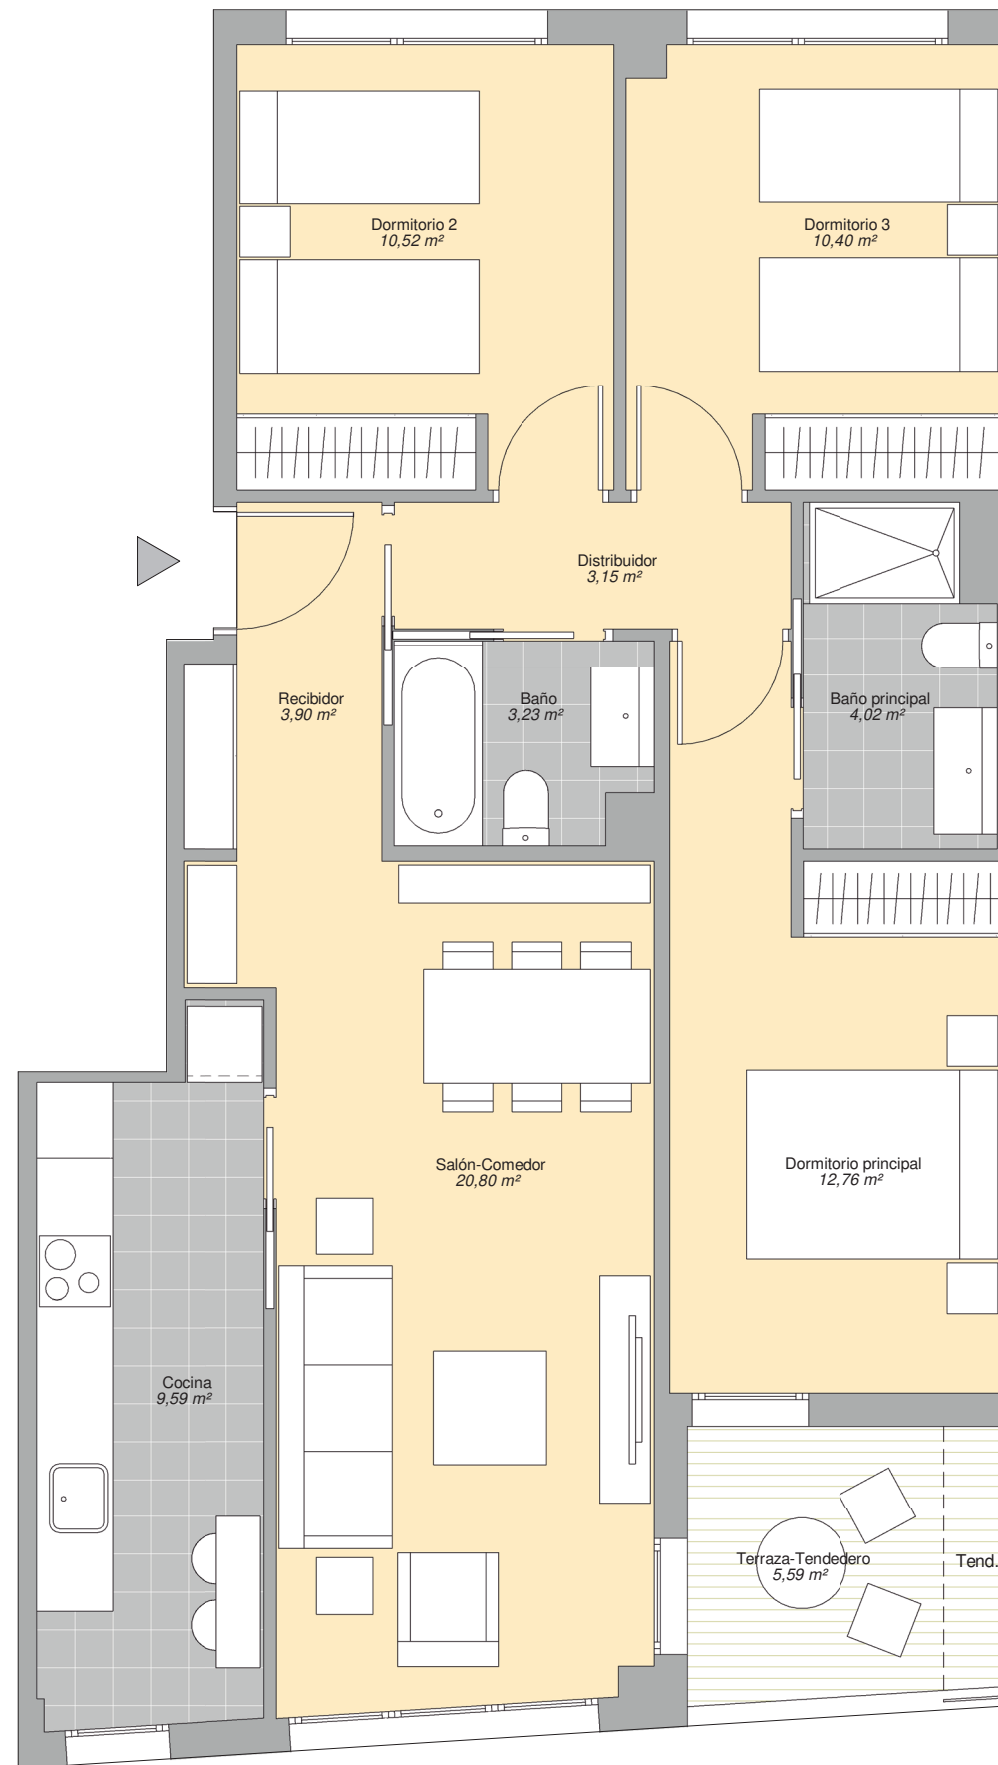 Dormitorio 2
10,52 m²
Dormitorio 3
10,40 m²
Distribuidor
3,15 m²
Recibidor
3,90 m²
Baño
3,23 m²
Baño principal
4,02 m²
Salón-Comedor
20,80 m²
Dormitorio principal
12,76 m²
Cocina
9,59 m²
Terraza-Tendedero
5,59 m²
Tend.